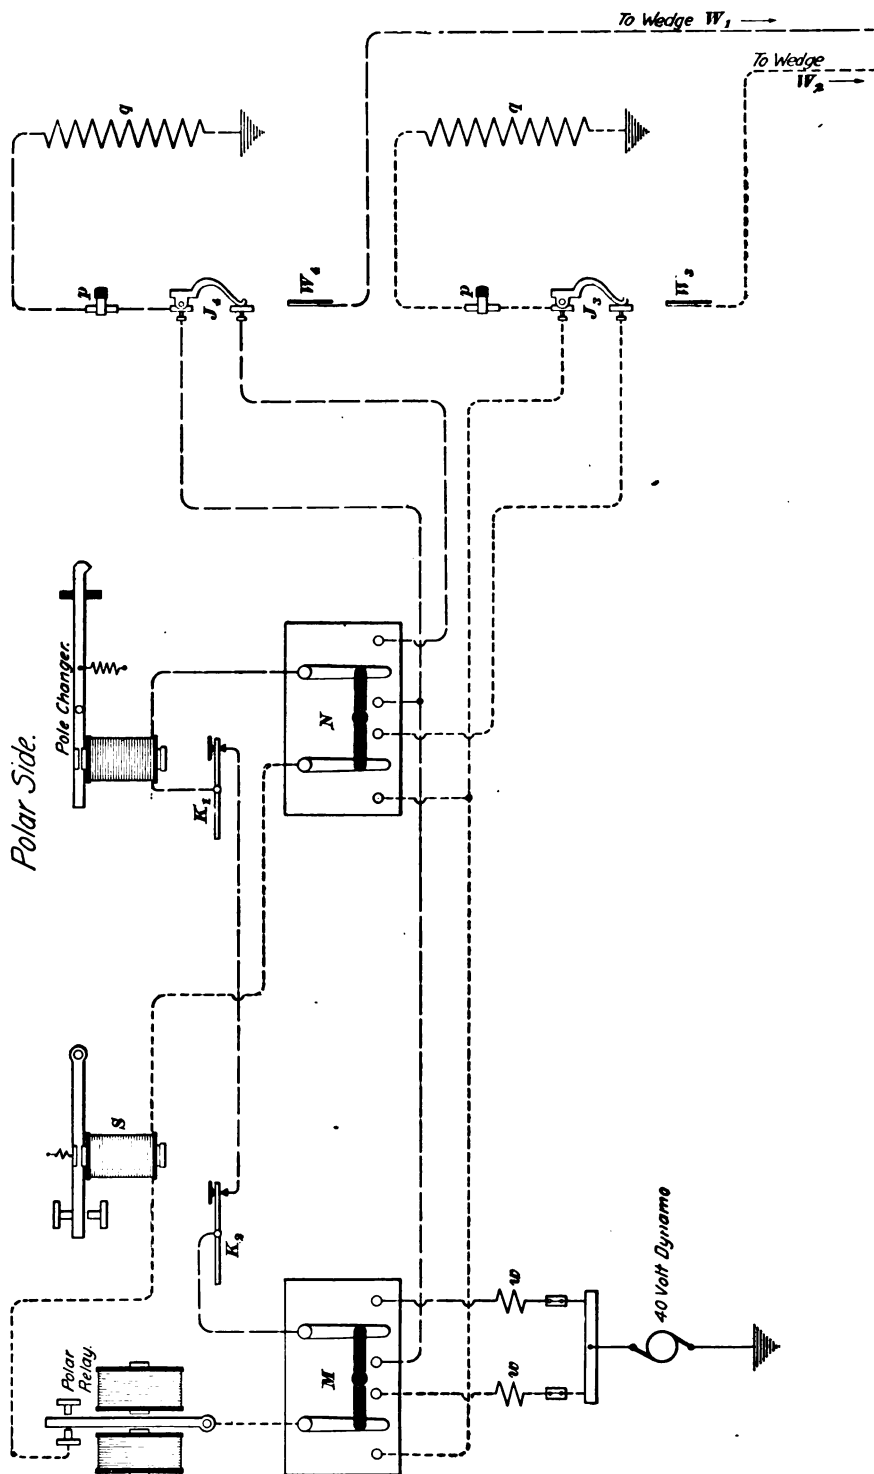 To Wedge W₁
To Wedge
W₂
q
q
p
J₄
W₄
p
J₃
W₃
Polar Side.
Pole Changer.
K₁
N
S
K₂
Polar
Relay.
M
w
w
40 Volt Dynamo